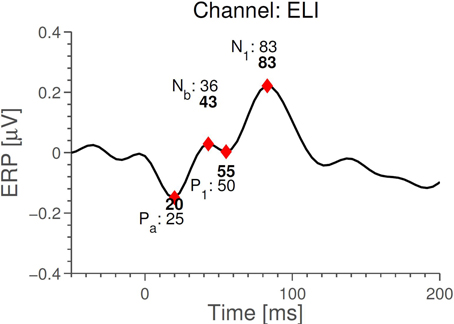 Channel: ELI
ERP [μV]
0.4
0.2
0
−0.2
−0.4
N1: 83
83
Nb: 36
43
55
P1: 50
20
Pa: 25
0
100
200
Time [ms]